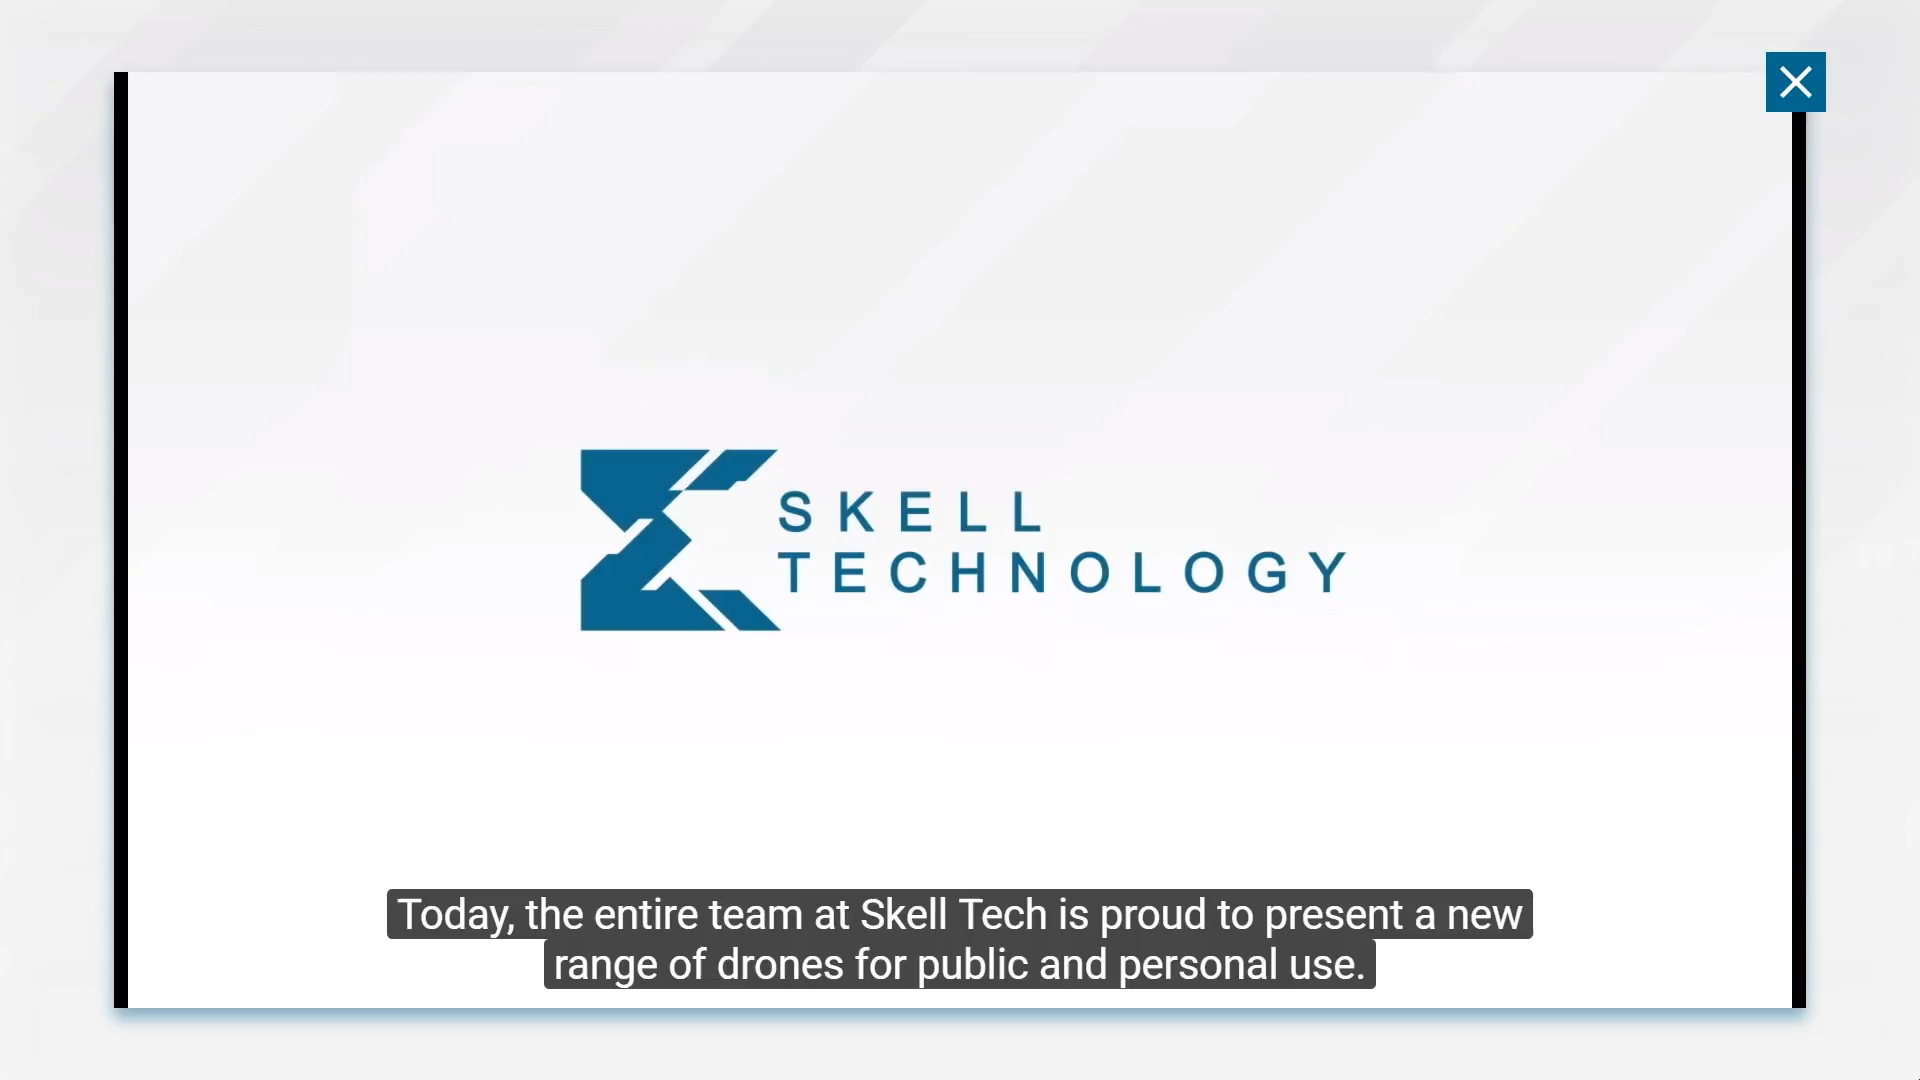 SKELL
TECHNOLOGY
Today, the entire team at Skell Tech is proud to present a new
range of drones for public and personal use.